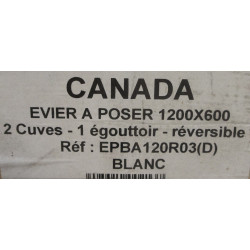 CANADA
EVIER A POSER 1200X600
2 Cuves - 1 égouttoir - réversible
Réf : EPBA120R03(D)
BLANC